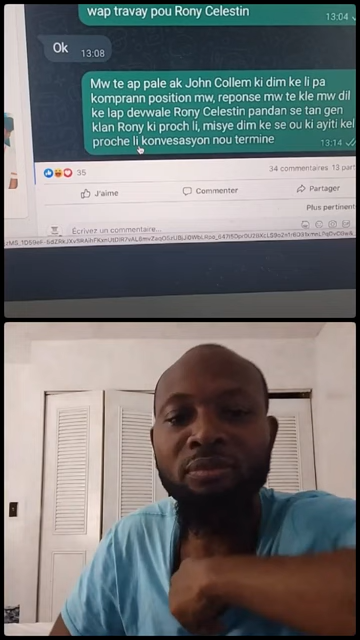 wap travay pou Rony Celestin
13:04
Ok
13:08
Mw te ap pale ak John Collem ki dim ke li pa
komprann position mw, reponse mw te kle mw dil
ke lap devwale Rony Celestin pandan se tan gen
klan Rony ki proch li, misye dim ke se ou ki ayiti kel
proche li konvesasyon nou termine
13:14
35
34 commentaires 13 part
J'aime
Commenter
Partager
Plus pertinent
Écrivez un commentaire...